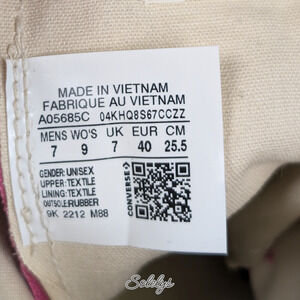 MADE IN VIETNAM
FABRIQUE AU VIETNAM
A05685C 04KHQ8S67CCZZ
MENS WO'S UK EUR CM
7 9 7 40 25.5
GENDER:UNISEX
UPPER:TEXTILE
LINING:TEXTILE
OUTSOLE:RUBBER
9K 2212 M88
CONVERSE
Solelys